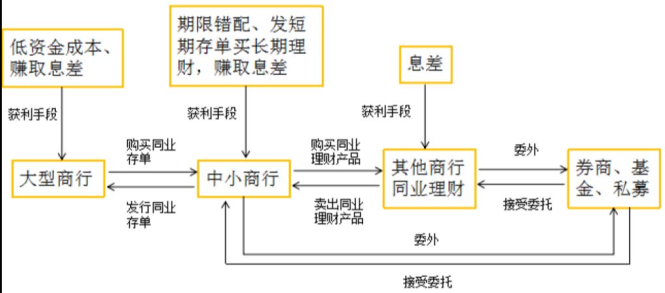 低资金成本、
赚取息差
期限错配、发短
期存单买长期理
财，赚取息差
息差
获利手段
获利手段
获利手段
大型商行
购买同业
存单
发行同业
存单
中小商行
购买同业
理财产品
卖出同业
理财产品
其他商行
同业理财
委外
接受委托
券商、基
金、私募
委外
接受委托